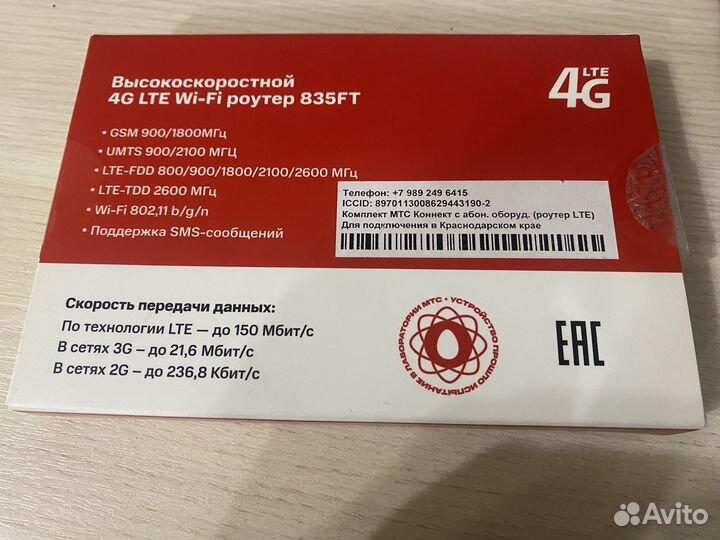 Высокоскоростной
4G LTE Wi-Fi роутер 835FT
4G LTE
• GSM 900/1800МГц
• UMTS 900/2100 МГЦ
• LTE-FDD 800/900/1800/2100/2600 МГц
• LTE-TDD 2600 МГц
• Wi-Fi 802,11 b/g/n
• Поддержка SMS-сообщений
Телефон: +7 989 249 6415
ICCID: 8970113008629443190-2
Комплект МТС Коннект с абон. оборуд. (роутер LTE)
Для подключения в Краснодарском крае
Скорость передачи данных:
По технологии LTE — до 150 Мбит/с
В сетях 3G — до 21,6 Мбит/с
В сетях 2G — до 236,8 Кбит/с
УСТРОЙСТВО ПРОШЛО ИСПЫТАНИЕ В ЛАБОРАТОРИИ МТС •
EAC
Avito